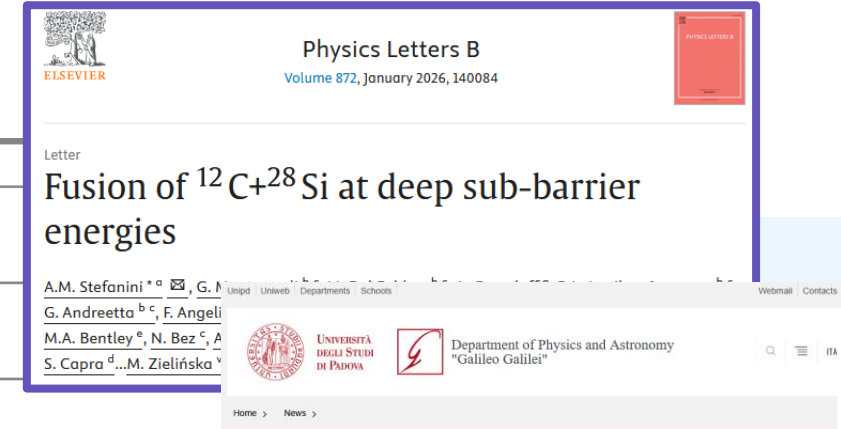 ELSEVIER
Physics Letters B
Volume 872, January 2026, 140084
PHYSICS LETTERS B
Letter
Fusion of ¹²C+²⁸Si at deep sub-barrier
energies
A.M. Stefanini * a, G.
G. Andreetta b c, F. Angeli
M.A. Bentley e, N. Bez c, A
S. Capra d...M. Zielińska
Unipd Uniweb Departments Schools
Webmail Contacts
UNIVERSITÀ
DEGLI STUDI
DI PADOVA
Department of Physics and Astronomy
"Galileo Galilei"
ITA
Home > News >